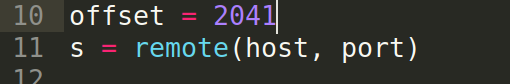 10 offset = 2041
11 s = remote(host, port)
12